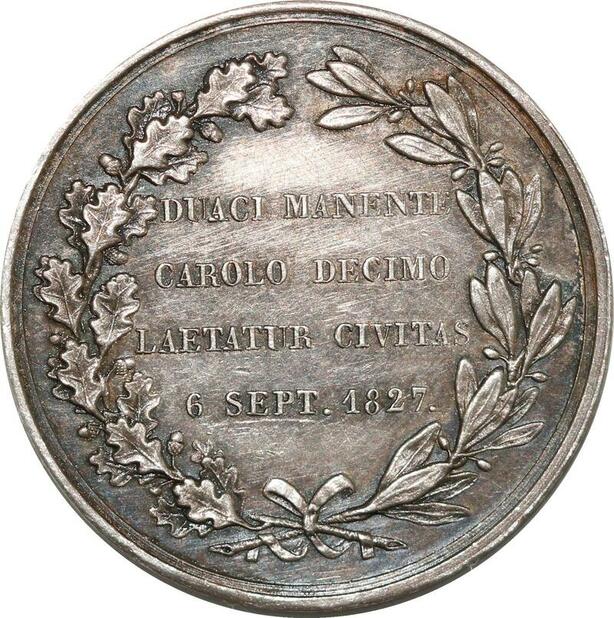 DUACI MANENTE
CAROLO DECIMO
LAETATUR CIVITAS
6 SEPT. 1827.